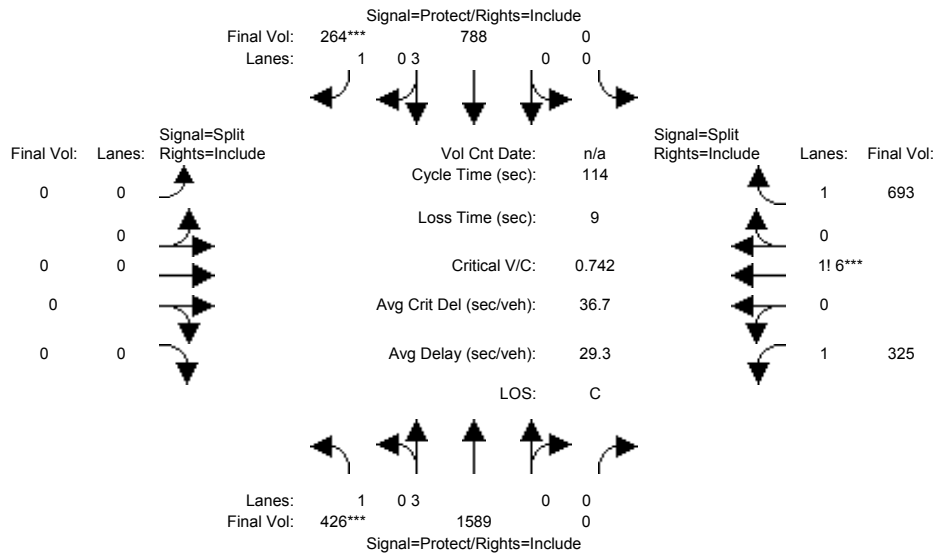 Signal=Protect/Rights=Include
Final Vol: 264*** 788 0
Lanes: 1 0 3 0 0
Signal=Split
Final Vol: Lanes: Rights=Include
Vol Cnt Date: n/a
Signal=Split
Rights=Include Lanes: Final Vol:
0 0
Cycle Time (sec): 114
1 693
0
Loss Time (sec): 9
0
0 0
Critical V/C: 0.742
1! 6***
0
Avg Crit Del (sec/veh): 36.7
0
0 0
Avg Delay (sec/veh): 29.3
1 325
LOS: C
Lanes: 1 0 3 0 0
Final Vol: 426*** 1589 0
Signal=Protect/Rights=Include